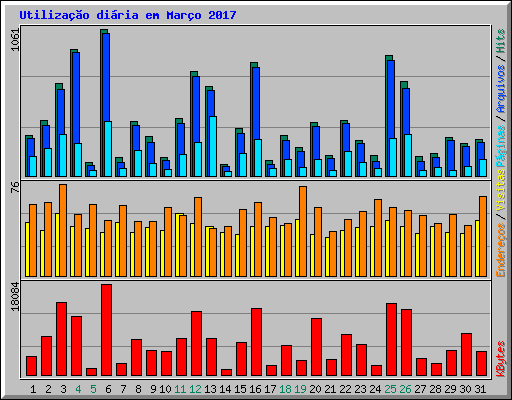 Utilização diária em Março 2017
1061
76
18084
Endereços / Visitas Páginas / Arquivos / Hits
KBytes
1 2 3 4 5 6 7 8 9 10 11 12 13 14 15 16 17 18 19 20 21 22 23 24 25 26 27 28 29 30 31